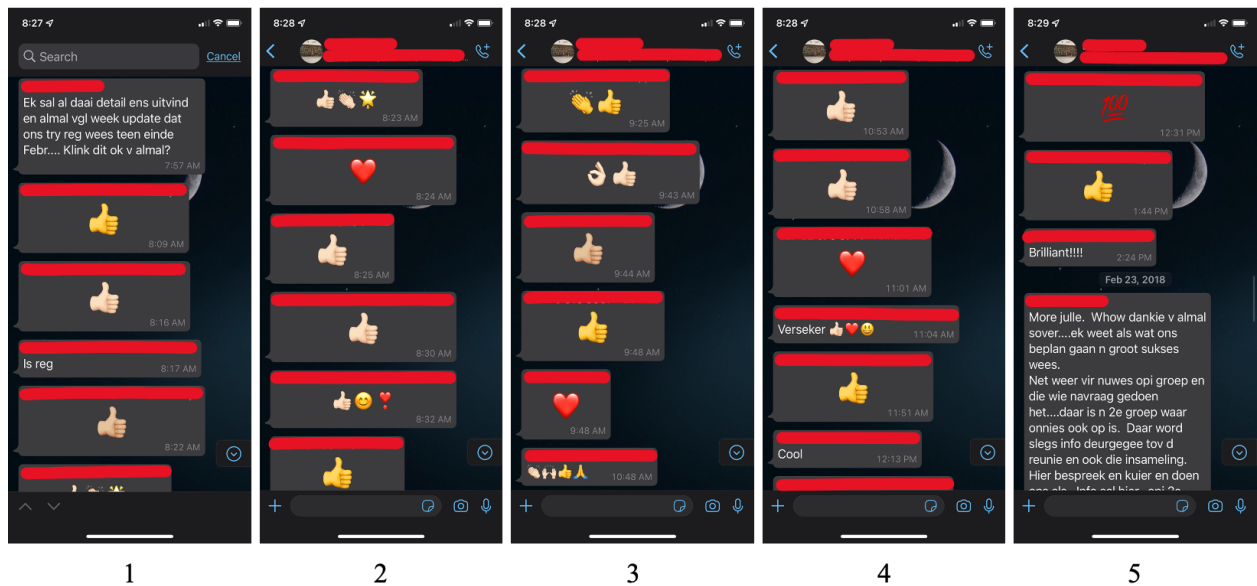 8:27
Search
Cancel
Ek sal al daai detail ens uitvind
en almal vgl week update dat
ons try reg wees teen einde
Febr.... Klink dit ok v almal?
7:57 AM
👍
8:09 AM
👍🏻
8:16 AM
Is reg
8:17 AM
👍🏼
8:22 AM
8:28
👍🏻👏🏻🌟
8:23 AM
❤️
8:24 AM
👍🏻
8:25 AM
👍🏻
8:30 AM
👍🏻😊❣️
8:32 AM
👍
8:28
👏👍
9:25 AM
👌🏻👍🏻
9:43 AM
👍🏽
9:44 AM
👍
9:48 AM
❤️
9:48 AM
👏🏻🙌🏻👍🙏
10:48 AM
8:28
👍🏻
10:53 AM
👍🏻
10:58 AM
❤️
11:01 AM
Verseker 👍🏻❤️😃
11:04 AM
👍
11:51 AM
Cool
12:13 PM
8:29
💯
12:31 PM
👍
1:44 PM
Brilliant!!!!
2:24 PM
Feb 23, 2018
More julle. Whow dankie v almal
sover....ek weet als wat ons
beplan gaan n groot sukses
wees.
Net weer vir nuwes opi groep en
die wie navraag gedoen
het....daar is n 2e groep waar
onnies ook op is. Daar word
slegs info deurgegee tov d
reunie en ook die insameling.
Hier bespreek en kuier en doen
1
2
3
4
5